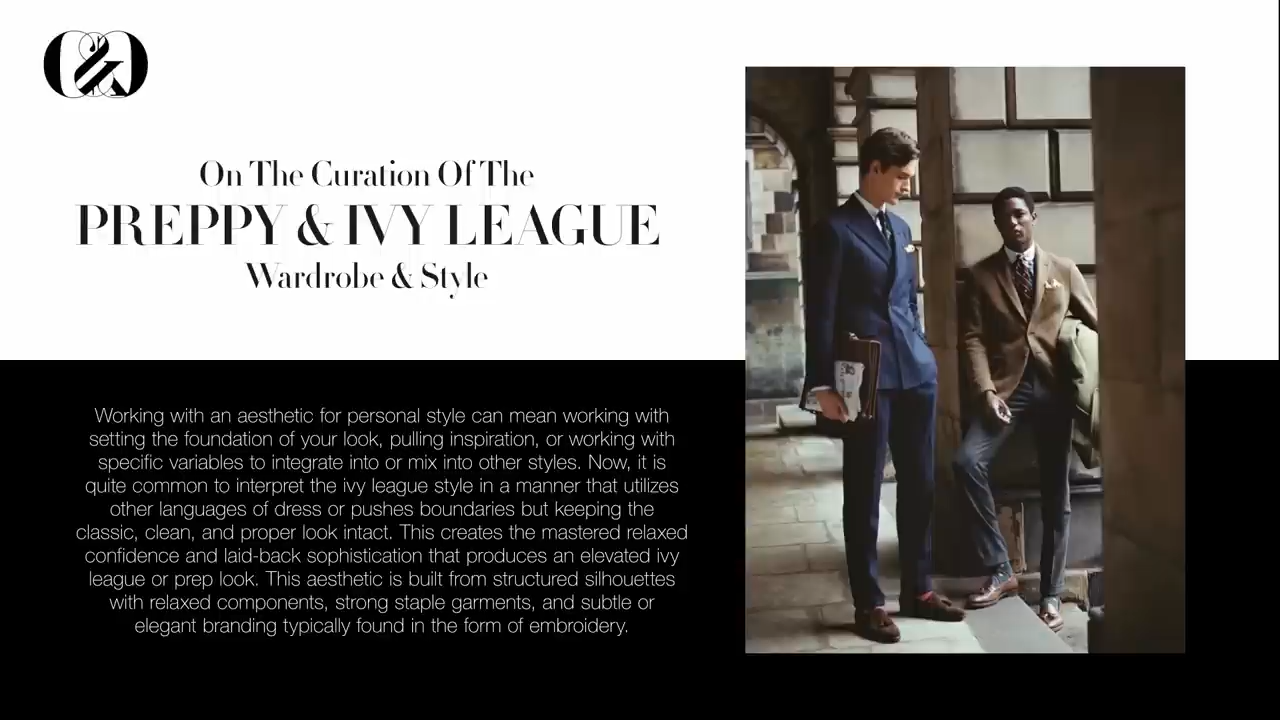 On The Curation Of The
PREPPY & IVY LEAGUE
Wardrobe & Style
Working with an aesthetic for personal style can mean working with
setting the foundation of your look, pulling inspiration, or working with
specific variables to integrate into or mix into other styles. Now, it is
quite common to interpret the ivy league style in a manner that utilizes
other languages of dress or pushes boundaries but keeping the
classic, clean, and proper look intact. This creates the mastered relaxed
confidence and laid-back sophistication that produces an elevated ivy
league or prep look. This aesthetic is built from structured silhouettes
with relaxed components, strong staple garments, and subtle or
elegant branding typically found in the form of embroidery.